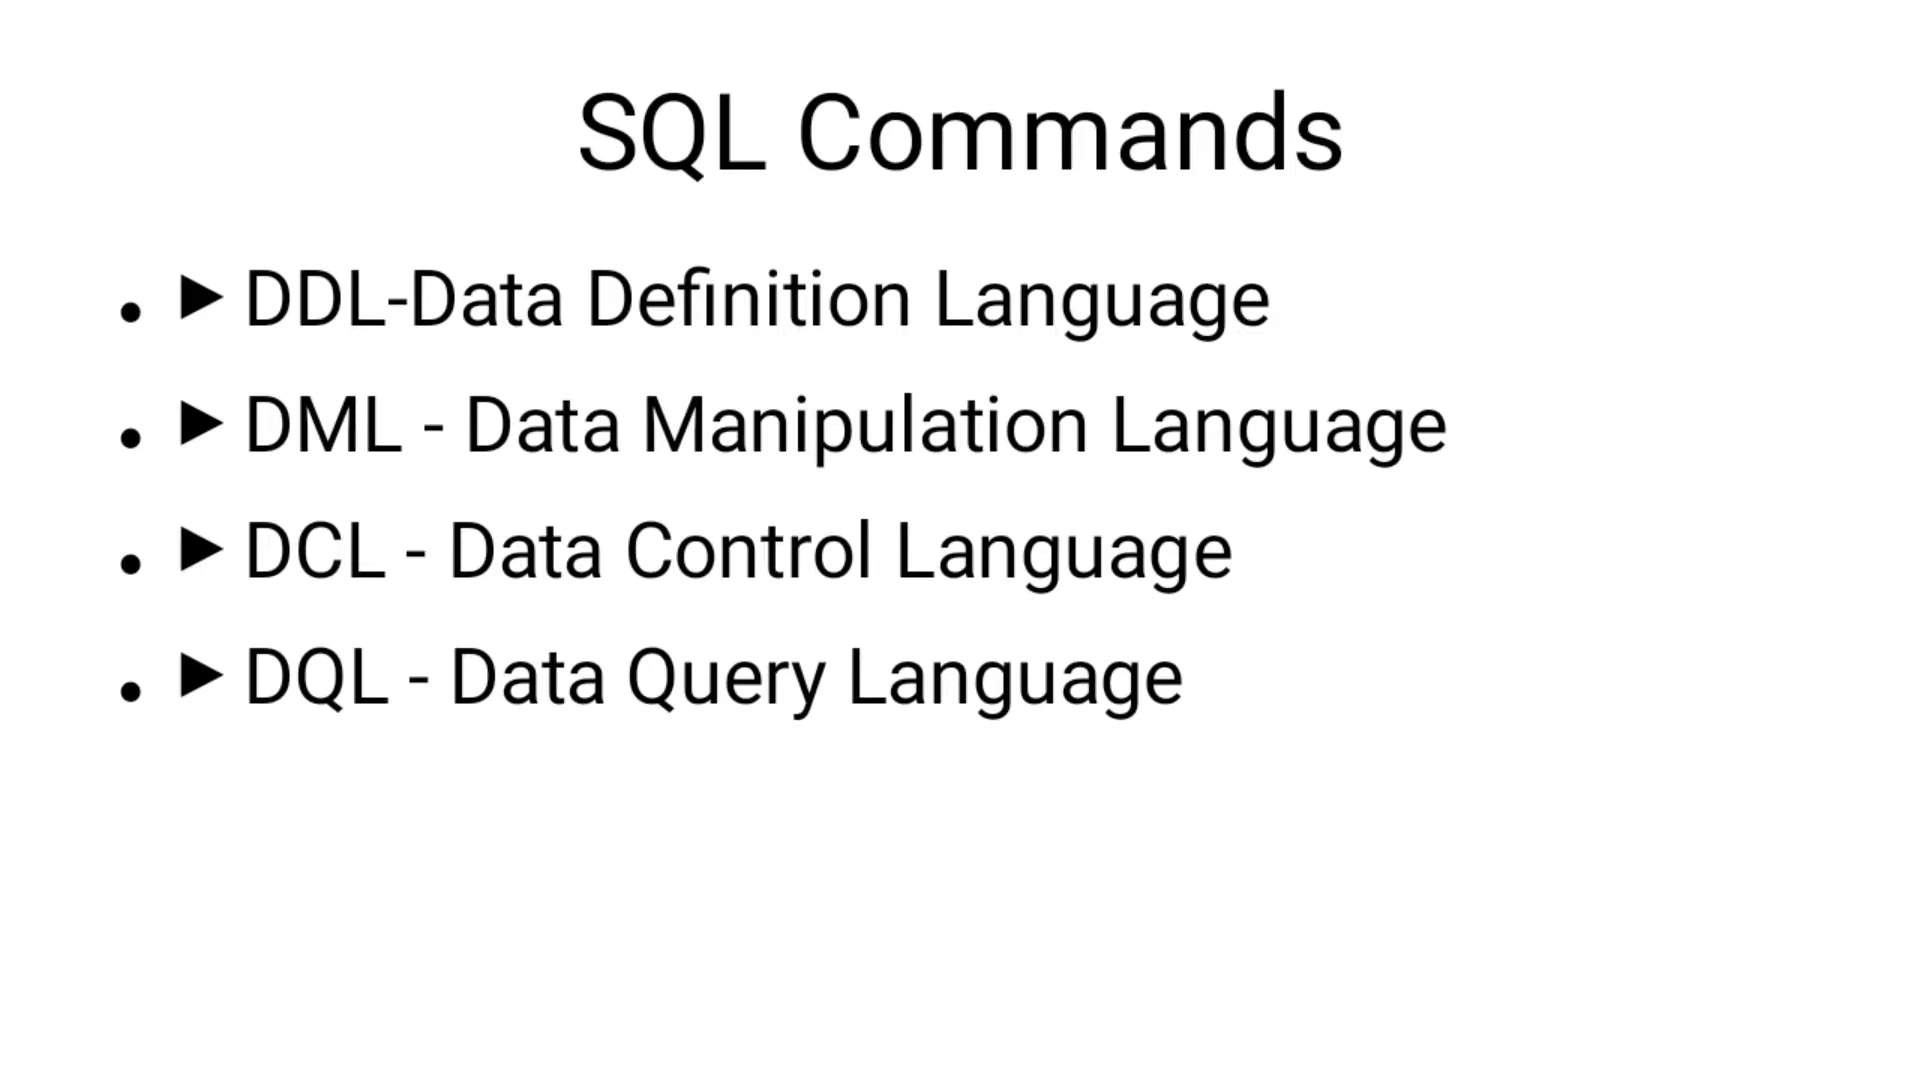 SQL Commands
• ► DDL-Data Definition Language
• ► DML - Data Manipulation Language
• ► DCL - Data Control Language
• ► DQL - Data Query Language